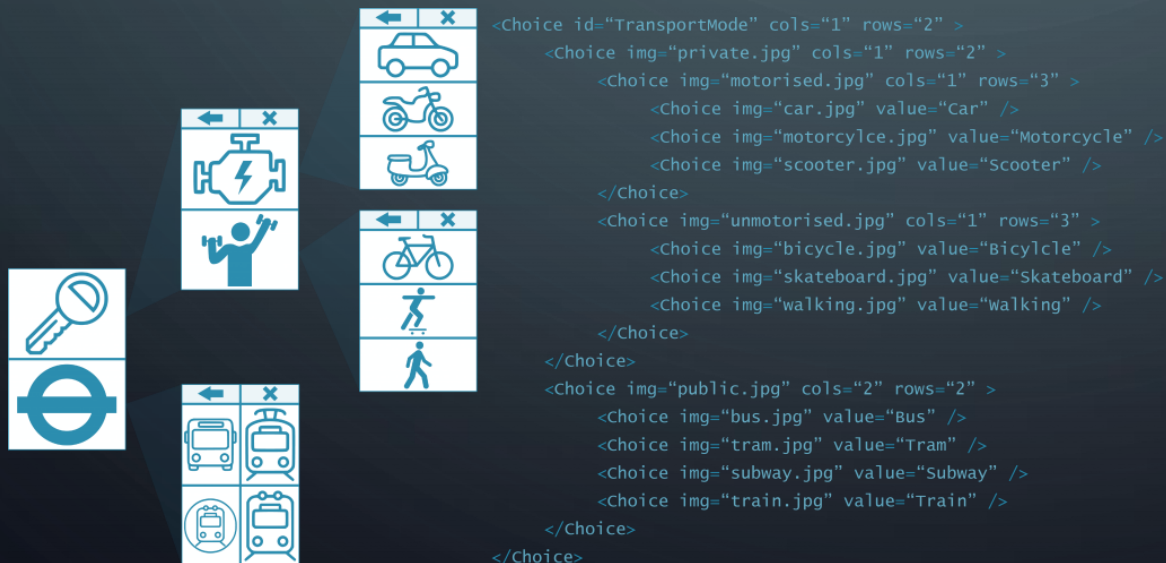 <Choice id=“TransportMode” cols=“1” rows=“2” >
<Choice img=“private.jpg” cols=“1” rows=“2” >
<Choice img=“motorised.jpg” cols=“1” rows=“3” >
<Choice img=“car.jpg” value=“Car” />
<Choice img=“motorcylce.jpg” value=“Motorcycle” />
<Choice img=“scooter.jpg” value=“Scooter” />
</Choice>
<Choice img=“unmotorised.jpg” cols=“1” rows=“3” >
<Choice img=“bicycle.jpg” value=“Bicylcle” />
<Choice img=“skateboard.jpg” value=“Skateboard” />
<Choice img=“walking.jpg” value=“Walking” />
</Choice>
</Choice>
<Choice img=“public.jpg” cols=“2” rows=“2” >
<Choice img=“bus.jpg” value=“Bus” />
<Choice img=“tram.jpg” value=“Tram” />
<Choice img=“subway.jpg” value=“Subway” />
<Choice img=“train.jpg” value=“Train” />
</Choice>
</Choice>